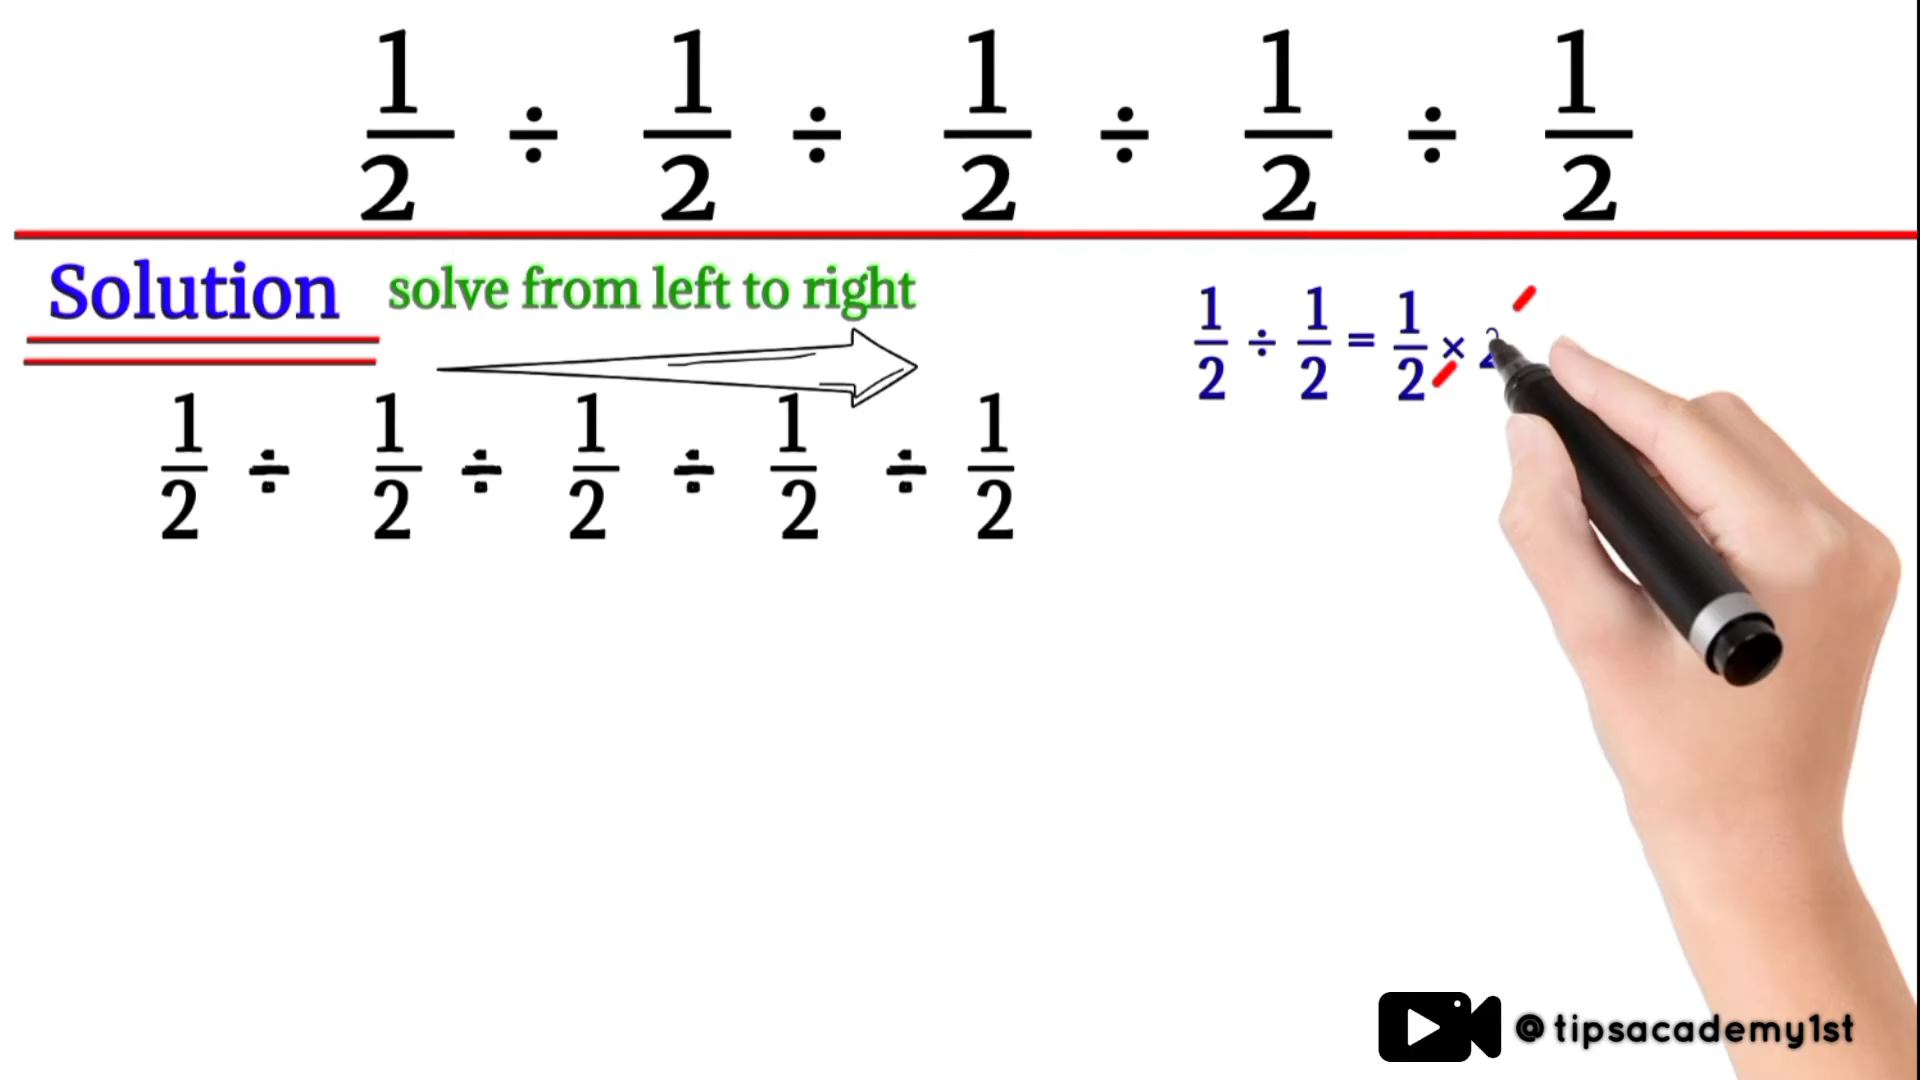 1/2 ÷ 1/2 ÷ 1/2 ÷ 1/2 ÷ 1/2
Solution solve from left to right
1/2 ÷ 1/2 = 1/2 ×
1/2 ÷ 1/2 ÷ 1/2 ÷ 1/2 ÷ 1/2
@tipsacademy1st